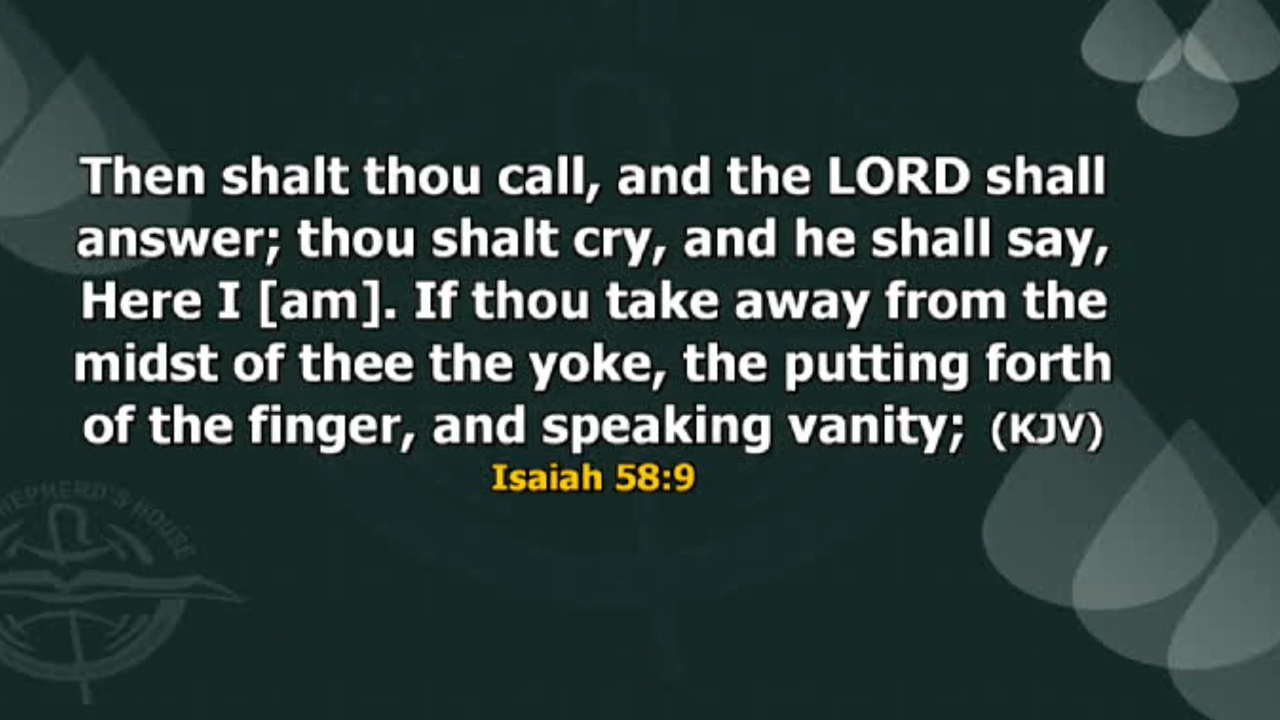 Then shalt thou call, and the LORD shall
answer; thou shalt cry, and he shall say,
Here I [am]. If thou take away from the
midst of thee the yoke, the putting forth
of the finger, and speaking vanity; (KJV)
Isaiah 58:9
HEPHERD'S HOUSE